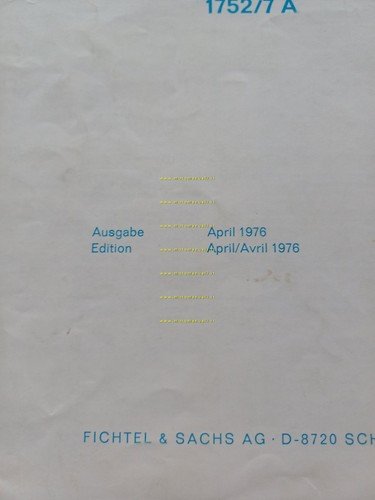 1752/7 A
Ausgabe April 1976
Edition April/Avril 1976
FICHTEL & SACHS AG · D-8720 SCH